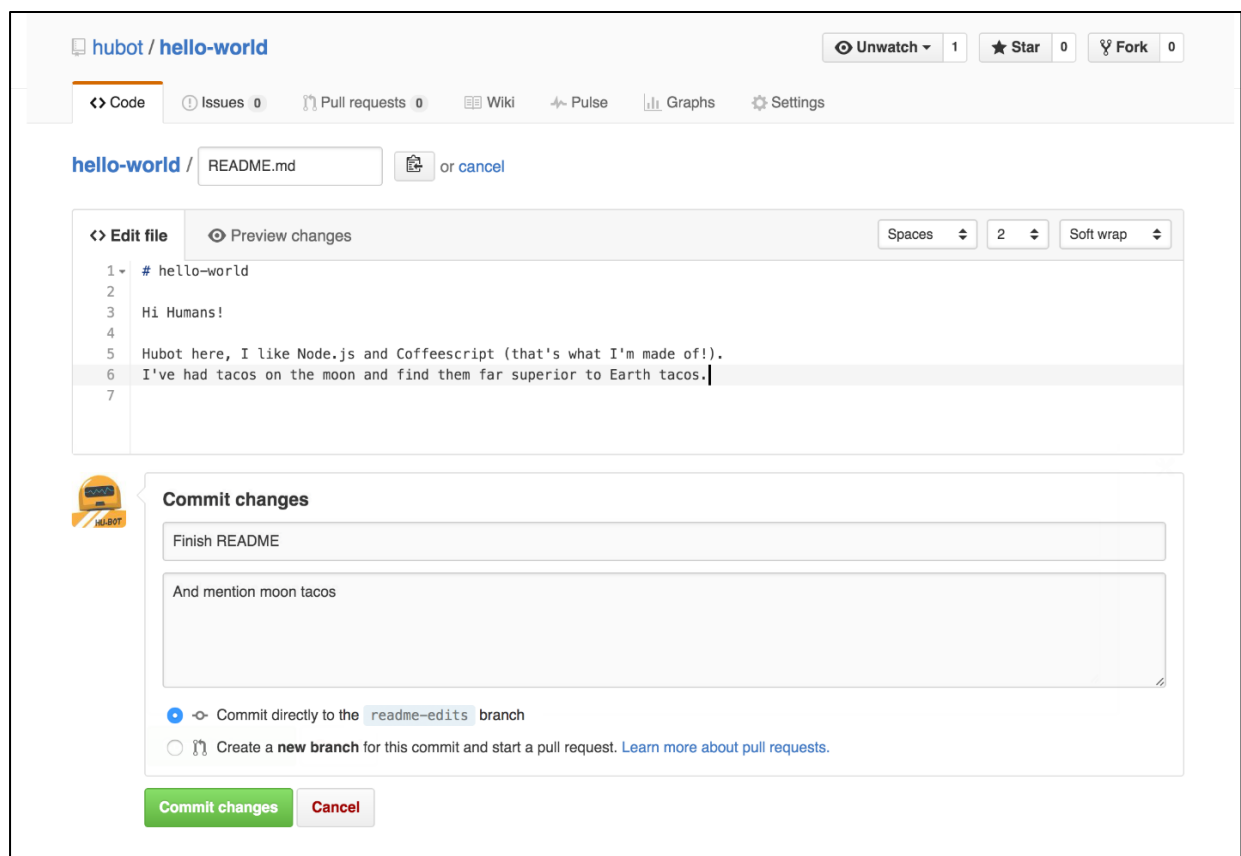 hubot / hello-world
Unwatch 1 Star 0 Fork 0
Code Issues 0 Pull requests 0 Wiki Pulse Graphs Settings
hello-world / README.md or cancel
<> Edit file Preview changes Spaces 2 Soft wrap
1 # hello-world
2
3 Hi Humans!
4
5 Hubot here, I like Node.js and Coffeescript (that's what I'm made of!).
6 I've had tacos on the moon and find them far superior to Earth tacos.
7
HU-BOT
Commit changes
Finish README
And mention moon tacos
Commit directly to the readme-edits branch
Create a new branch for this commit and start a pull request. Learn more about pull requests.
Commit changes Cancel